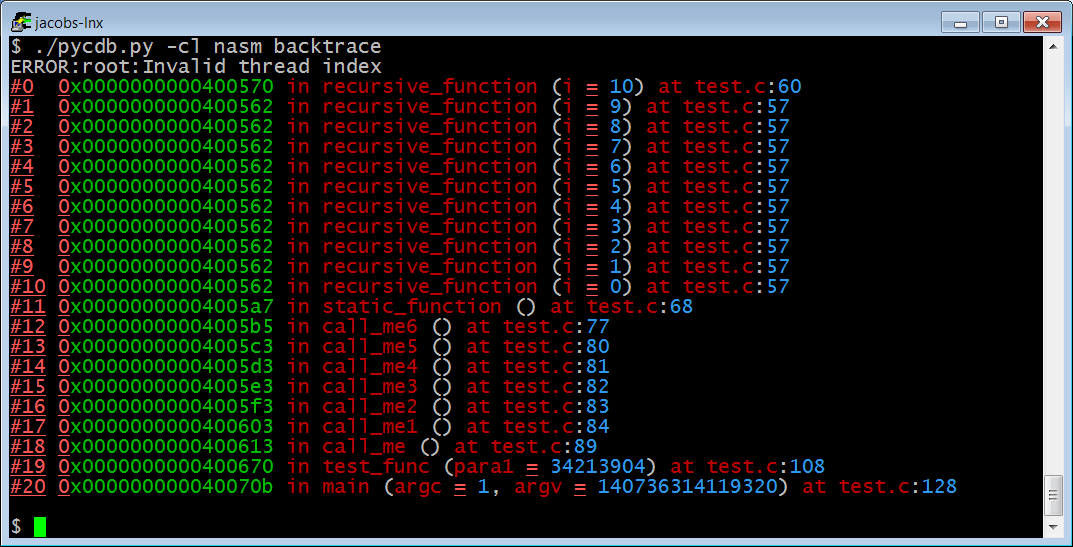 jacobs-lnx
$ ./pycdb.py -cl nasm backtrace
ERROR:root:Invalid thread index
#0  0x0000000000400570 in recursive_function (i = 10) at test.c:60
#1  0x0000000000400562 in recursive_function (i = 9) at test.c:57
#2  0x0000000000400562 in recursive_function (i = 8) at test.c:57
#3  0x0000000000400562 in recursive_function (i = 7) at test.c:57
#4  0x0000000000400562 in recursive_function (i = 6) at test.c:57
#5  0x0000000000400562 in recursive_function (i = 5) at test.c:57
#6  0x0000000000400562 in recursive_function (i = 4) at test.c:57
#7  0x0000000000400562 in recursive_function (i = 3) at test.c:57
#8  0x0000000000400562 in recursive_function (i = 2) at test.c:57
#9  0x0000000000400562 in recursive_function (i = 1) at test.c:57
#10 0x0000000000400562 in recursive_function (i = 0) at test.c:57
#11 0x00000000004005a7 in static_function () at test.c:68
#12 0x00000000004005b5 in call_me6 () at test.c:77
#13 0x00000000004005c3 in call_me5 () at test.c:80
#14 0x00000000004005d3 in call_me4 () at test.c:81
#15 0x00000000004005e3 in call_me3 () at test.c:82
#16 0x00000000004005f3 in call_me2 () at test.c:83
#17 0x0000000000400603 in call_me1 () at test.c:84
#18 0x0000000000400613 in call_me () at test.c:89
#19 0x0000000000400670 in test_func (para1 = 34213904) at test.c:108
#20 0x000000000040070b in main (argc = 1, argv = 140736314119320) at test.c:128
$